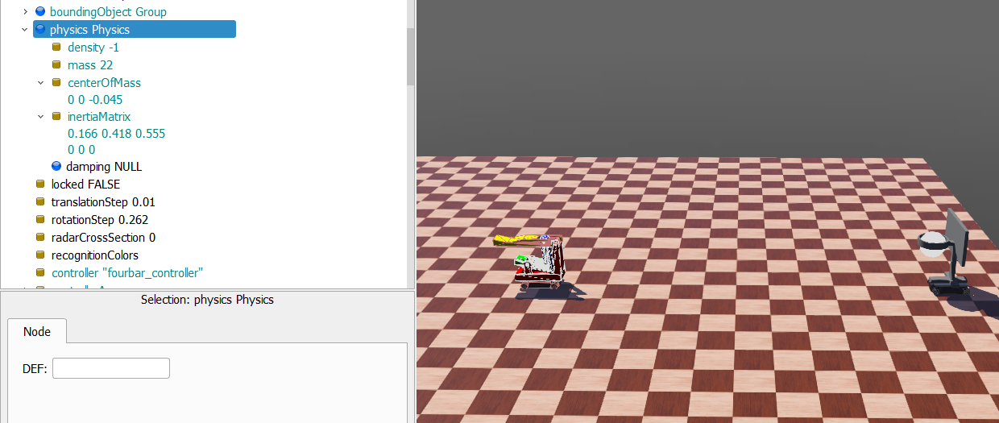 boundingObject Group
physics Physics
density -1
mass 22
centerOfMass
0 0 -0.045
inertiaMatrix
0.166 0.418 0.555
0 0 0
damping NULL
locked FALSE
translationStep 0.01
rotationStep 0.262
radarCrossSection 0
recognitionColors
controller "fourbar_controller"
Selection: physics Physics
Node
DEF: